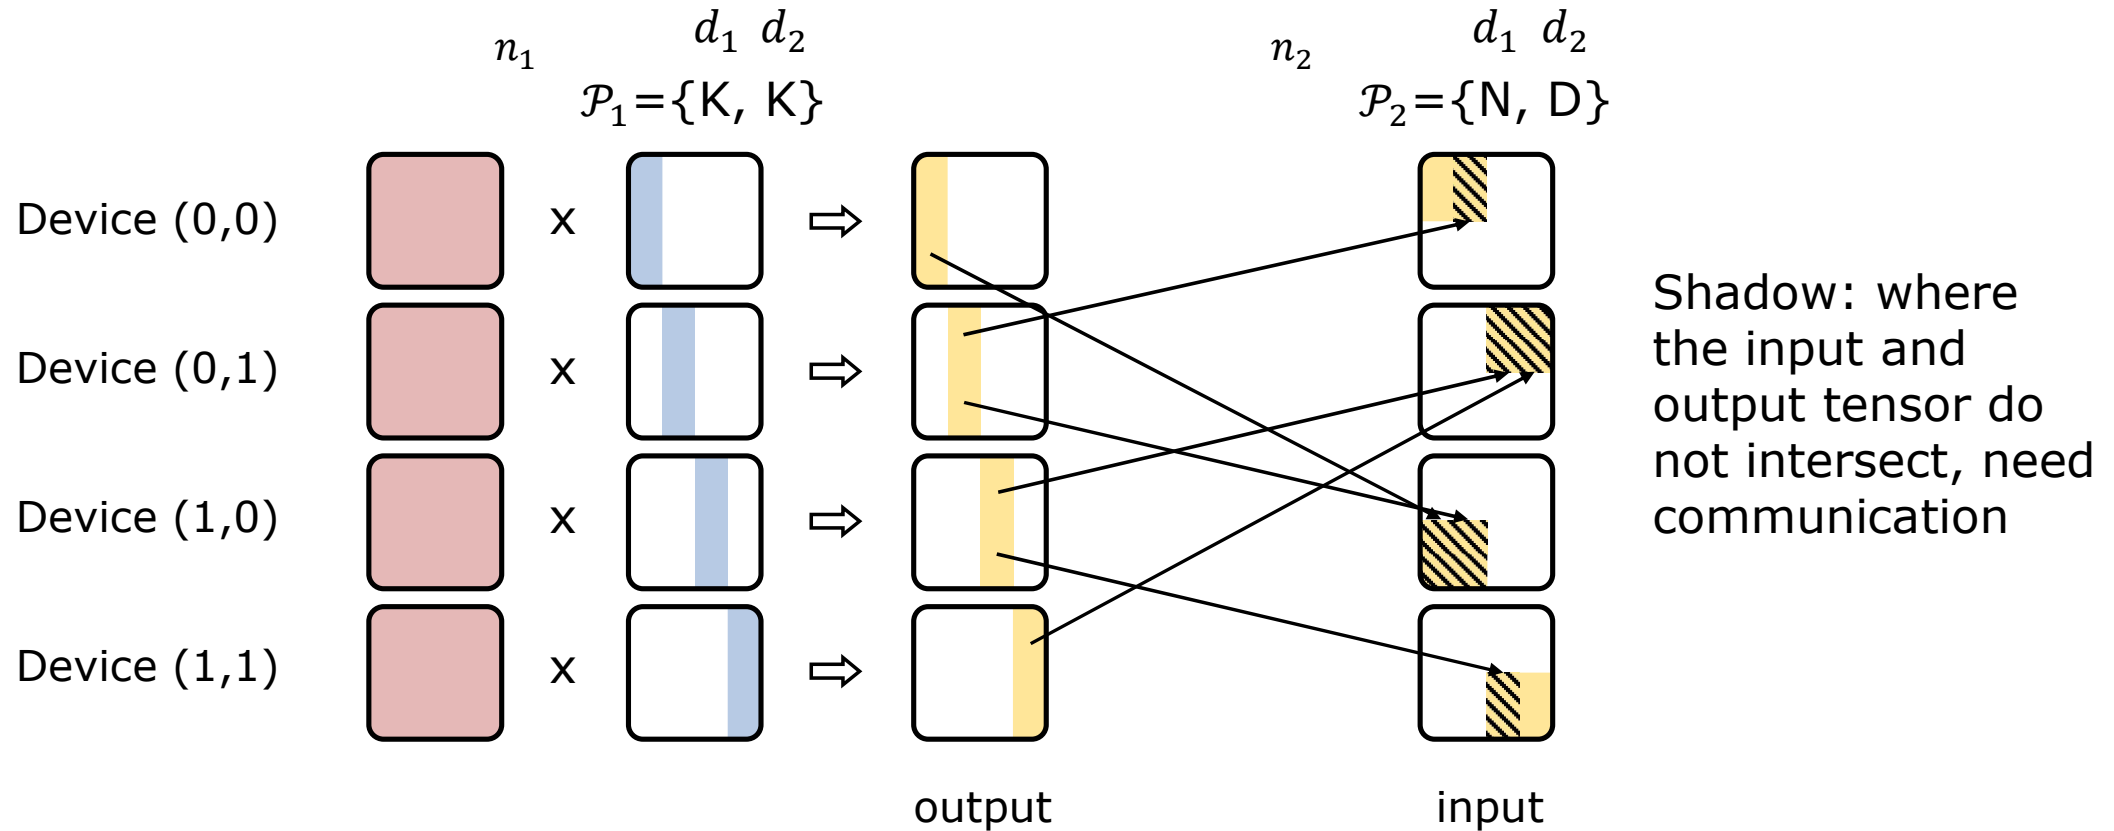 n₁ d₁ d₂ n₂ d₁ d₂
𝒫₁={K, K} 𝒫₂={N, D}
Device (0,0) x
Device (0,1) x
Device (1,0) x
Device (1,1) x
Shadow: where
the input and
output tensor do
not intersect, need
communication
output input